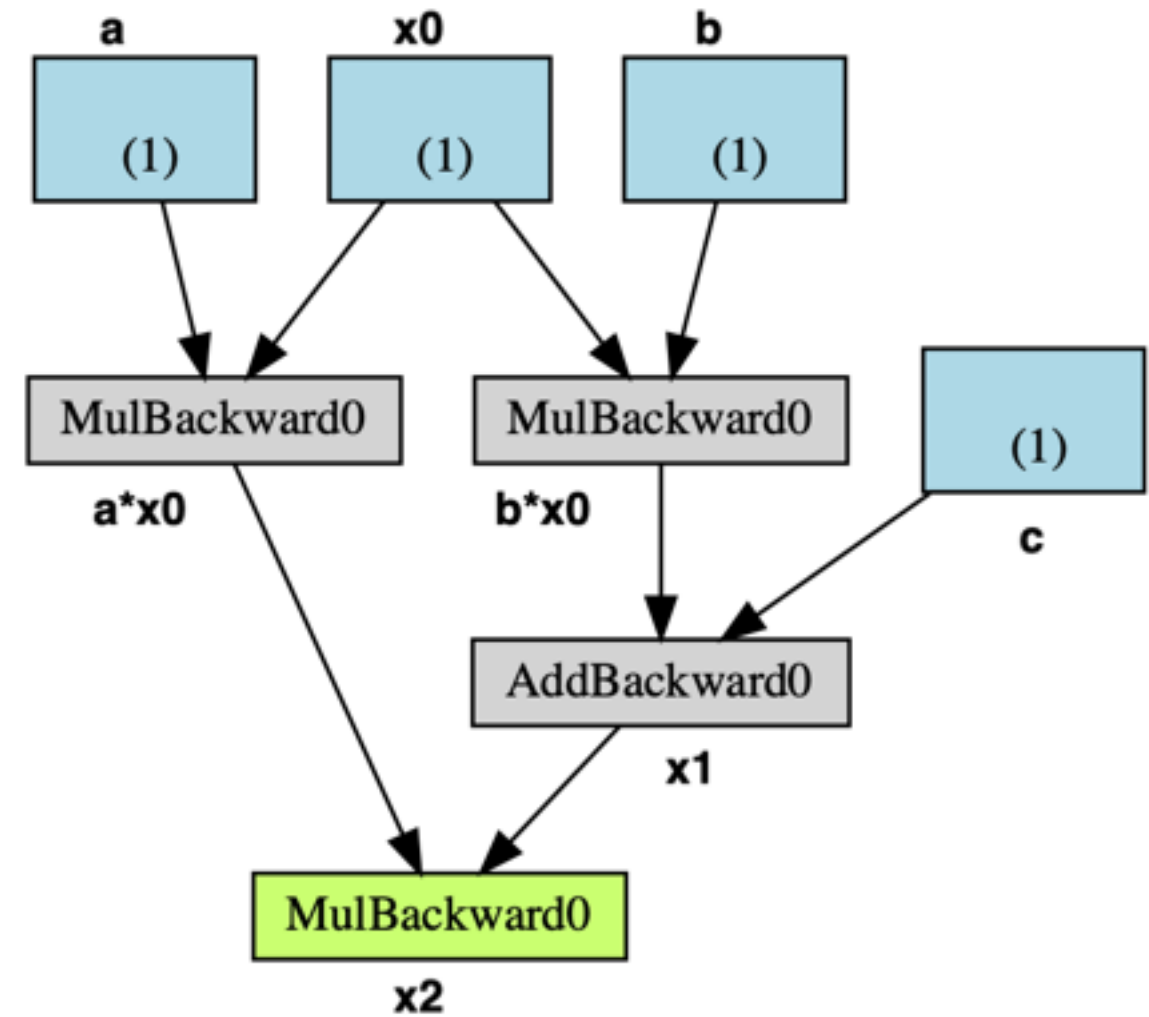 a
x0
b
(1)
(1)
(1)
MulBackward0
MulBackward0
(1)
a*x0
b*x0
c
AddBackward0
x1
MulBackward0
x2